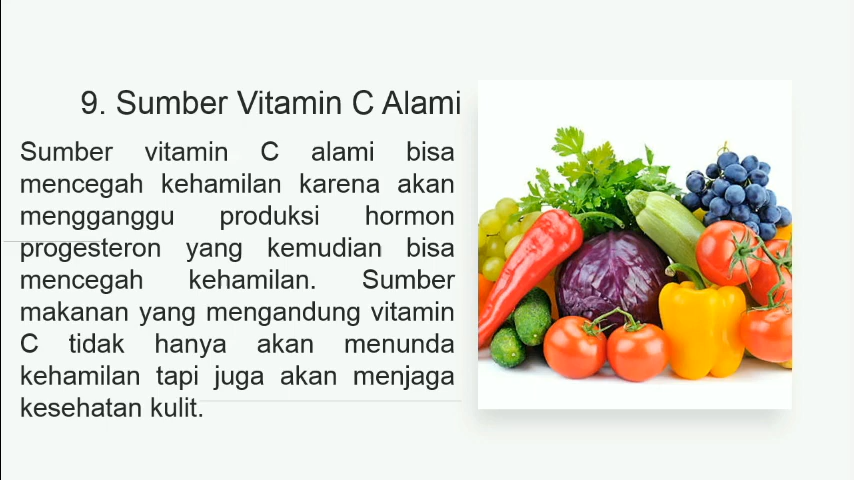 9. Sumber Vitamin C Alami
Sumber vitamin C alami bisa
mencegah kehamilan karena akan
mengganggu produksi hormon
progesteron yang kemudian bisa
mencegah kehamilan. Sumber
makanan yang mengandung vitamin
C tidak hanya akan menunda
kehamilan tapi juga akan menjaga
kesehatan kulit.